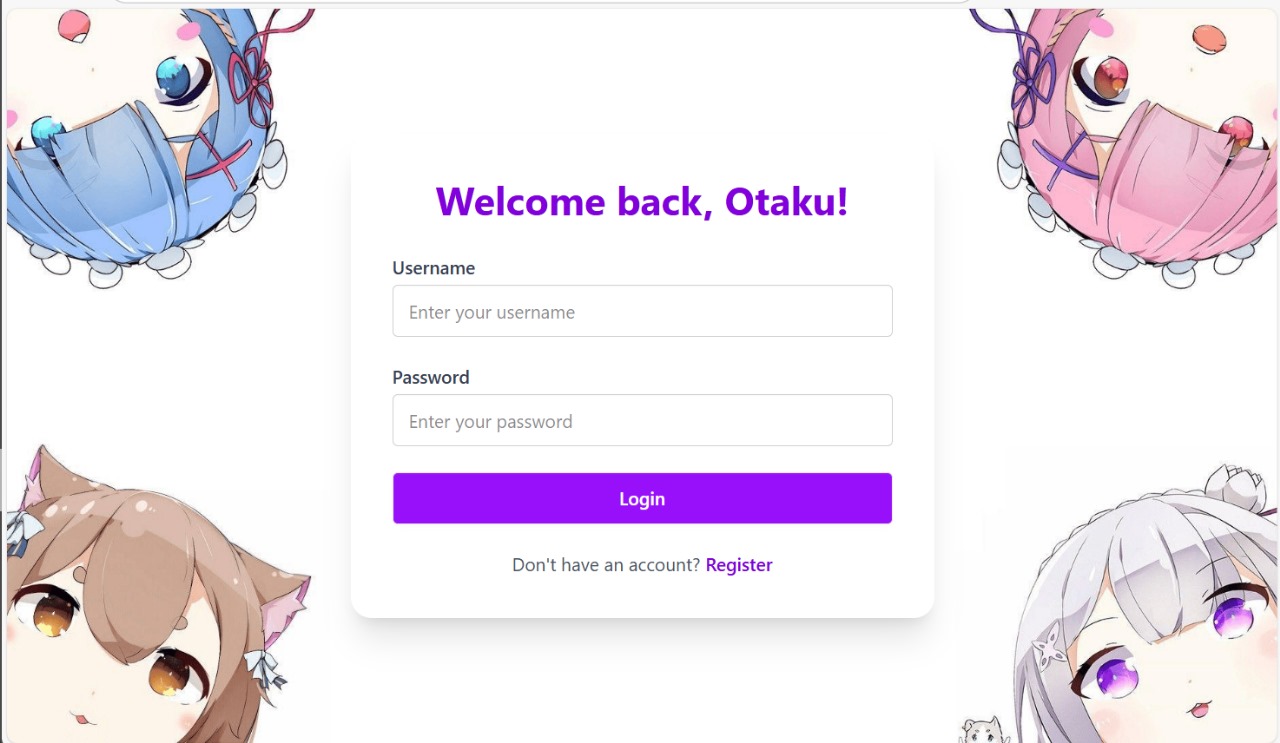 Welcome back, Otaku!
Username
Enter your username
Password
Enter your password
Login
Don't have an account? Register